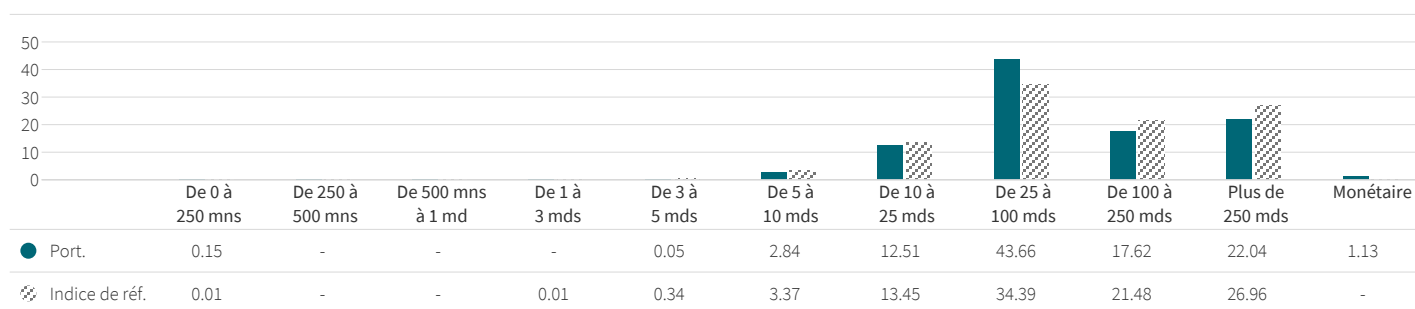 50
40
30
20
10
0
De 0 à 250 mns
De 250 à 500 mns
De 500 mns à 1 md
De 1 à 3 mds
De 3 à 5 mds
De 5 à 10 mds
De 10 à 25 mds
De 25 à 100 mds
De 100 à 250 mds
Plus de 250 mds
Monétaire
Port. 0.15 - - - 0.05 2.84 12.51 43.66 17.62 22.04 1.13
Indice de réf. 0.01 - - 0.01 0.34 3.37 13.45 34.39 21.48 26.96 -